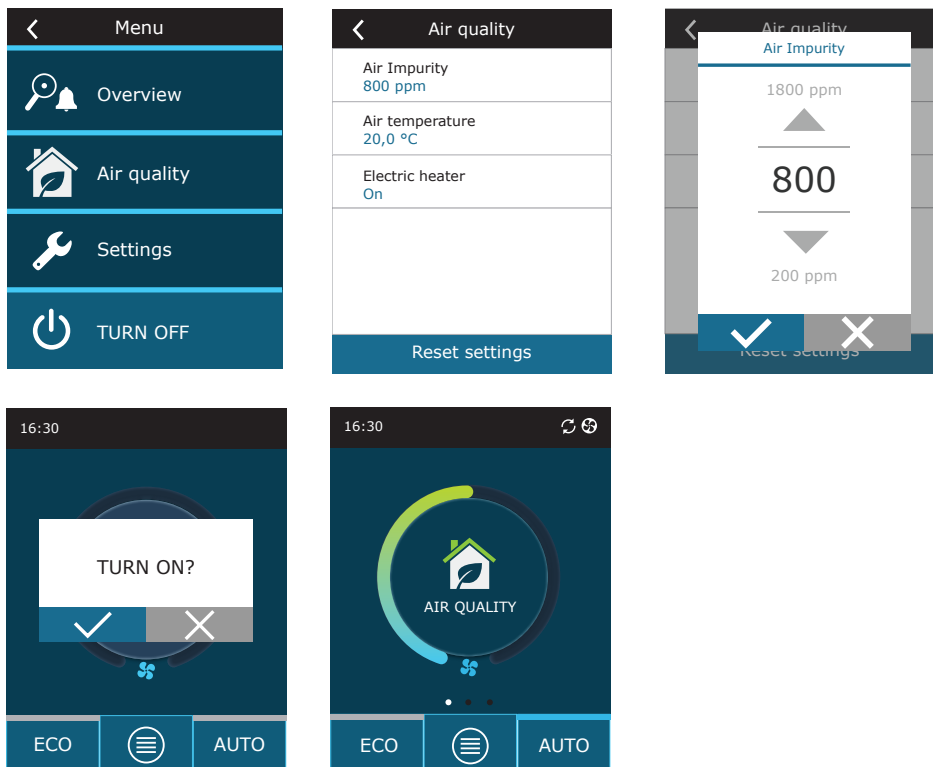 Menu
Overview
Air quality
Settings
TURN OFF
Air quality
Air Impurity
800 ppm
Air temperature
20,0 °C
Electric heater
On
Reset settings
Air quality
Air Impurity
1800 ppm
800
200 ppm
Reset settings
16:30
TURN ON?
ECO
AUTO
16:30
AIR QUALITY
ECO
AUTO